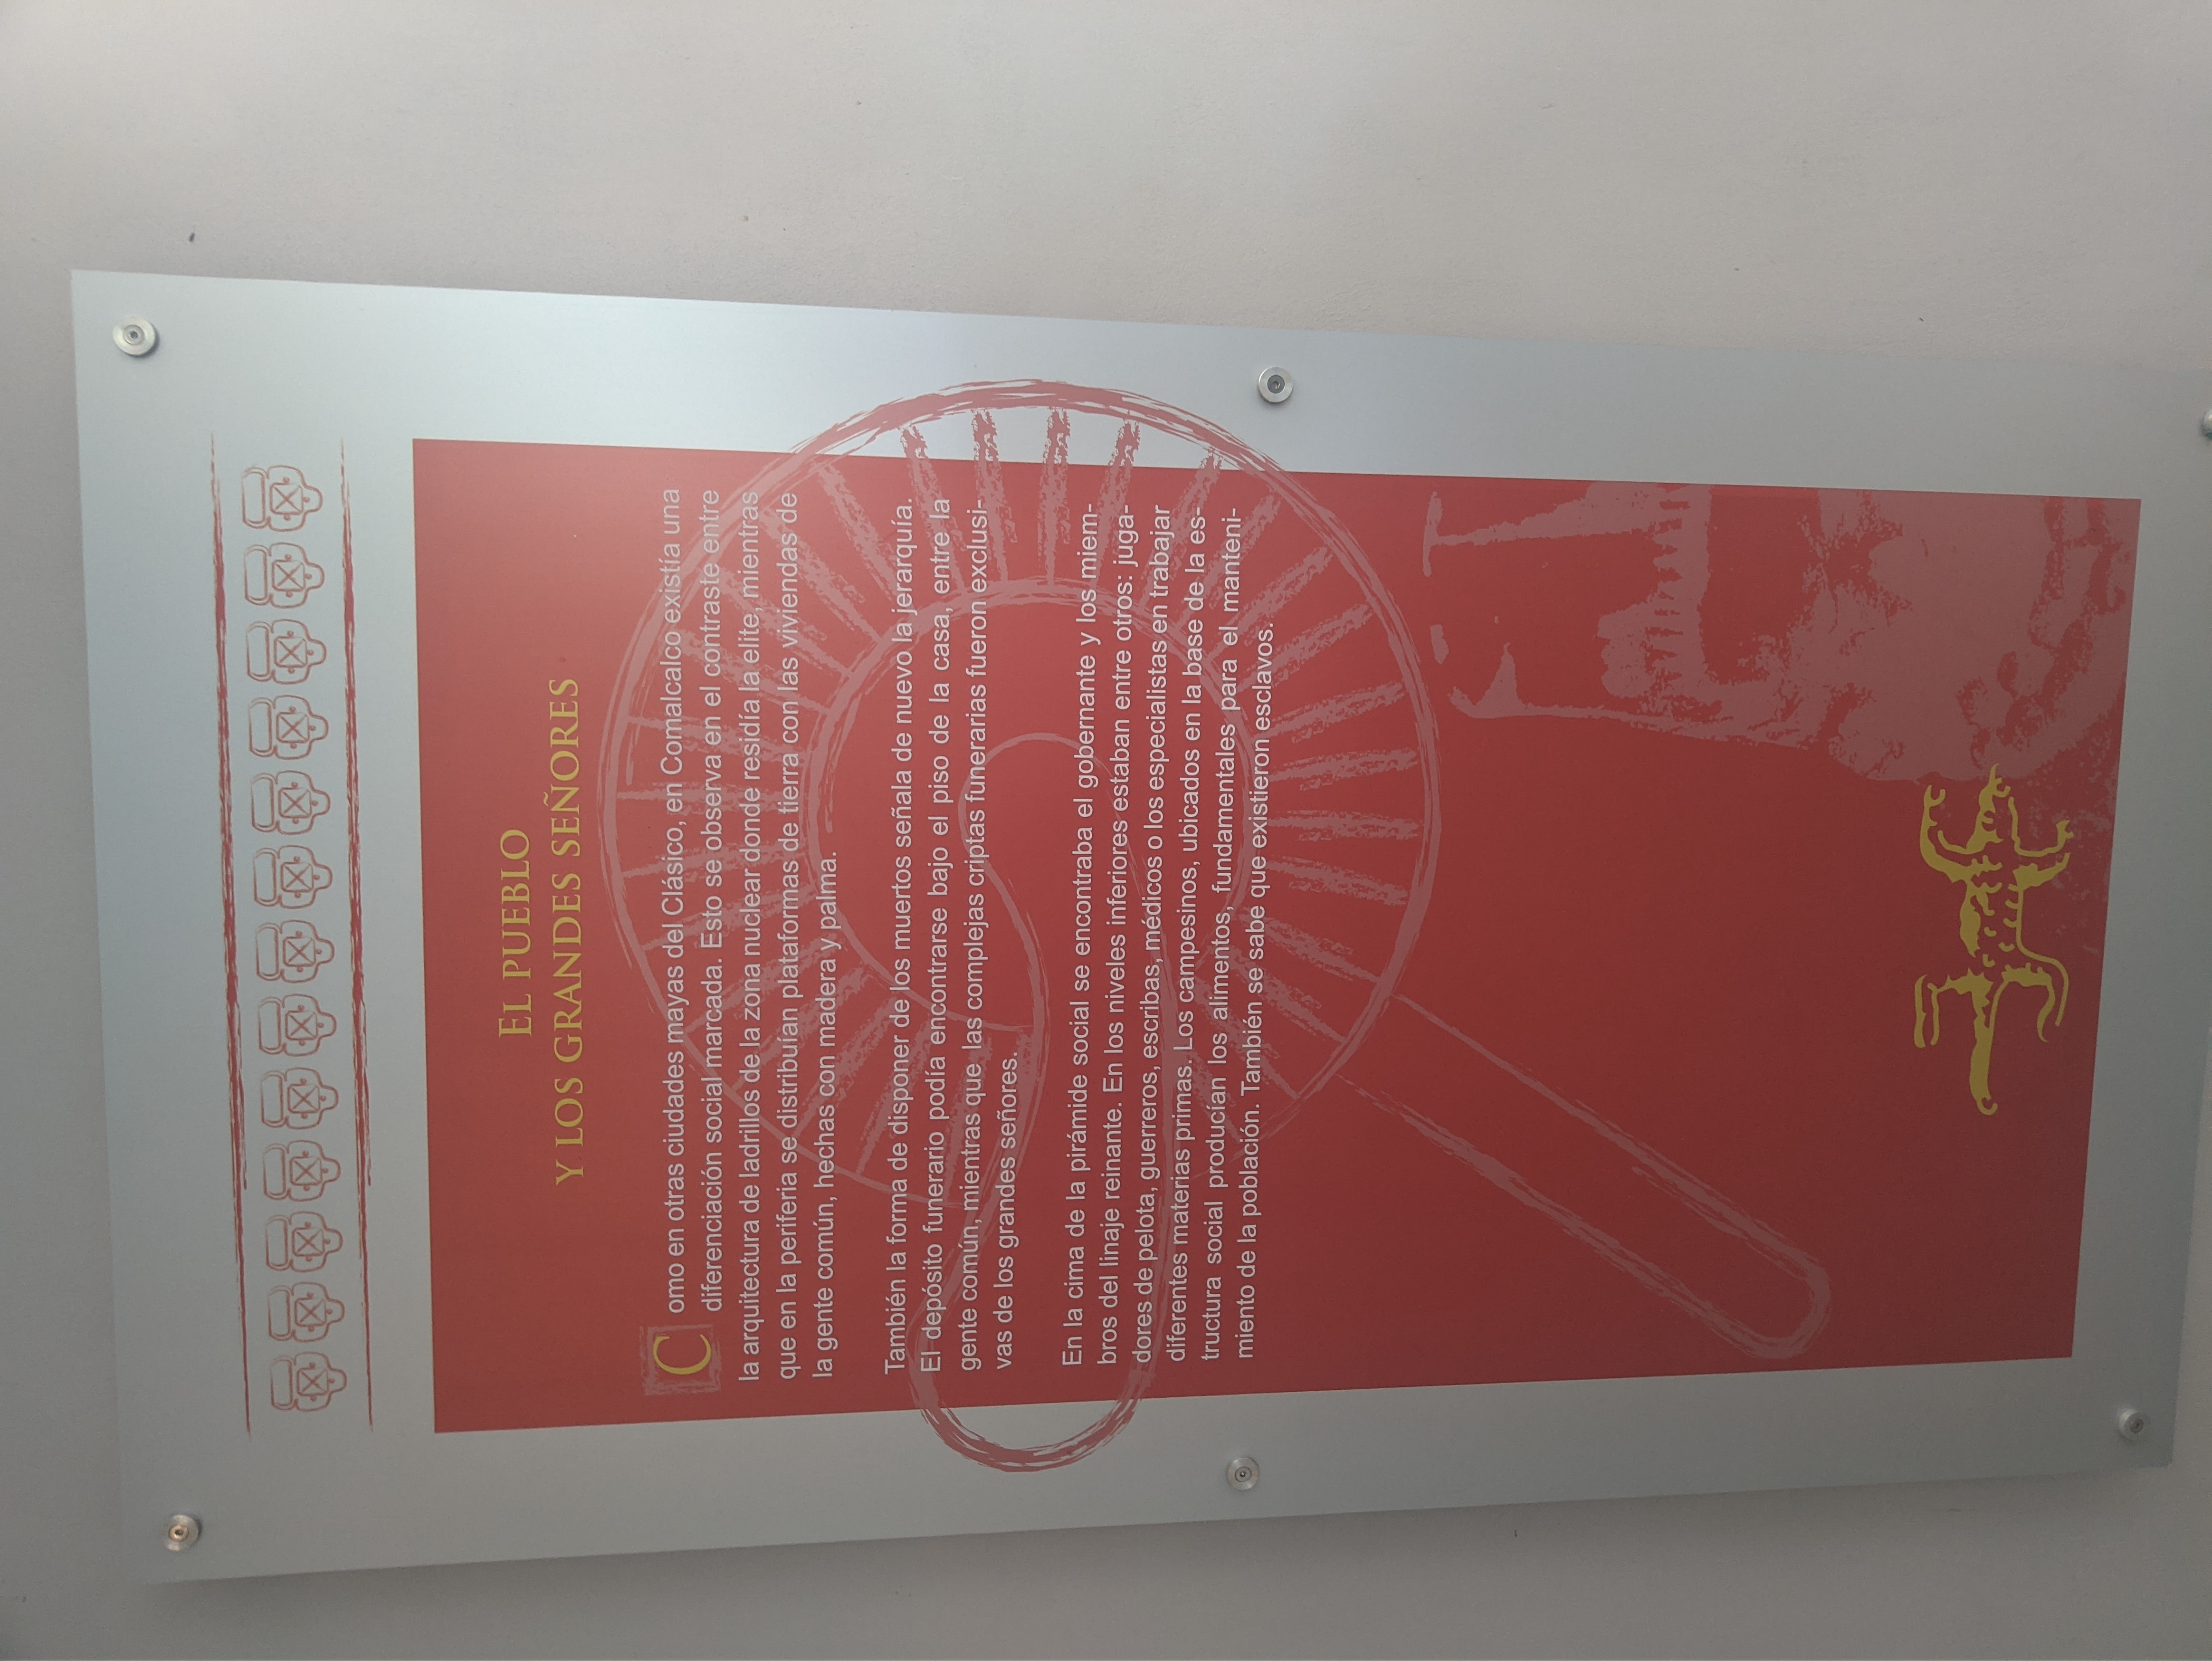 EL PUEBLO
Y LOS GRANDES SEÑORES
Como en otras ciudades mayas del Clásico, en Comalcalco existía una
diferenciación social marcada. Esto se observa en el contraste entre
la arquitectura de ladrillos de la zona nuclear donde residía la elite, mientras
que en la periferia se distribuían plataformas de tierra con las viviendas de
la gente común, hechas con madera y palma.
También la forma de disponer de los muertos señala de nuevo la jerarquía.
El depósito funerario podía encontrarse bajo el piso de la casa, entre la
gente común, mientras que las complejas criptas funerarias fueron exclusi-
vas de los grandes señores.
En la cima de la pirámide social se encontraba el gobernante y los miem-
bros del linaje reinante. En los niveles inferiores estaban entre otros: juga-
dores de pelota, guerreros, escribas, médicos o los especialistas en trabajar
diferentes materias primas. Los campesinos, ubicados en la base de la es-
tructura social producían los alimentos, fundamentales para el manteni-
miento de la población. También se sabe que existieron esclavos.